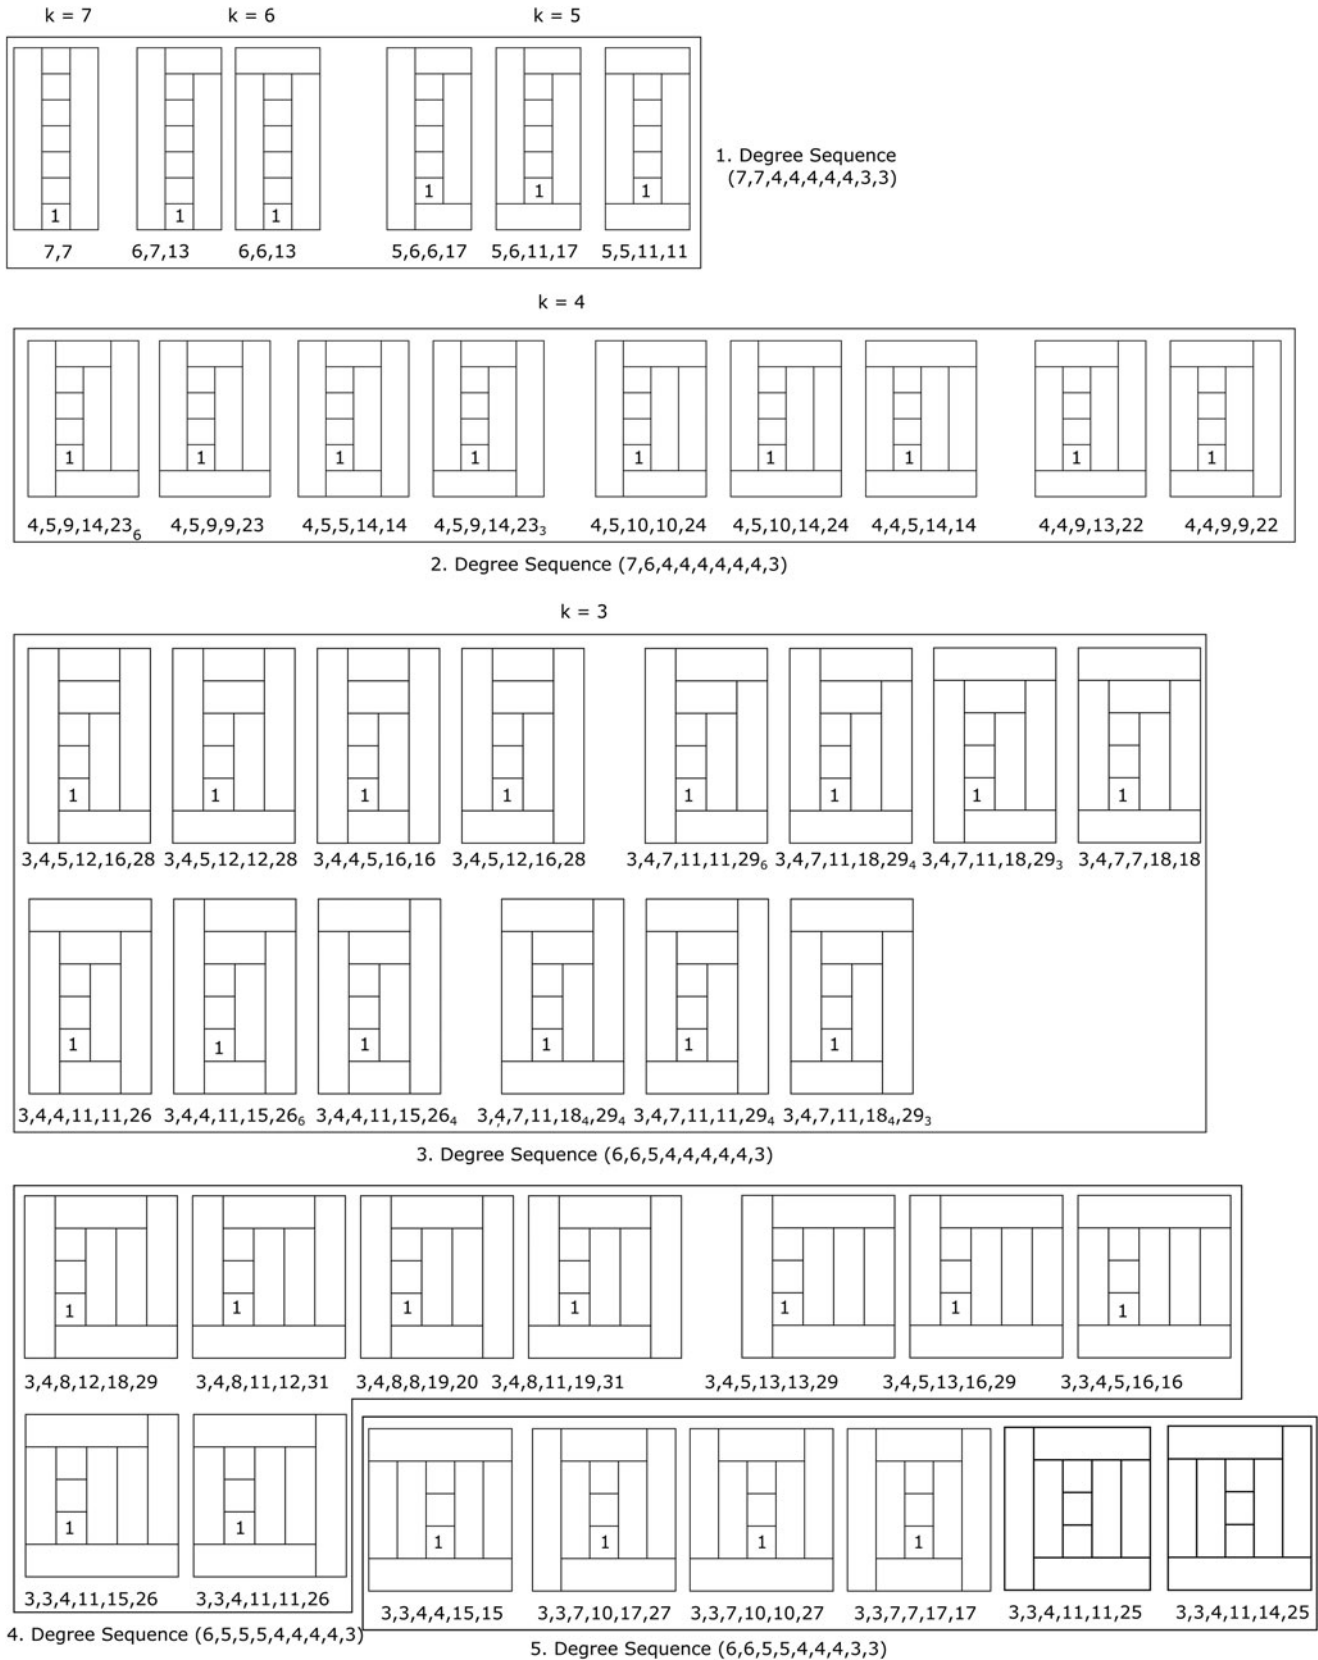 k = 7 k = 6 k = 5
1 1 1 1 1 1
1. Degree Sequence
(7,7,4,4,4,4,4,3,3)
7,7 6,7,13 6,6,13 5,6,6,17 5,6,11,17 5,5,11,11
k = 4
1 1 1 1 1 1 1 1 1
4,5,9,14,23₆ 4,5,9,9,23 4,5,5,14,14 4,5,9,14,23₃ 4,5,10,10,24 4,5,10,14,24 4,4,5,14,14 4,4,9,13,22 4,4,9,9,22
2. Degree Sequence (7,6,4,4,4,4,4,4,3)
k = 3
1 1 1 1 1 1 1 1
3,4,5,12,16,28 3,4,5,12,12,28 3,4,4,5,16,16 3,4,5,12,16,28 3,4,7,11,11,29₆ 3,4,7,11,18,29₄ 3,4,7,11,18,29₃ 3,4,7,7,18,18
1 1 1 1 1 1
3,4,4,11,11,26 3,4,4,11,15,26₆ 3,4,4,11,15,26₄ 3,4,7,11,18₄,29₄ 3,4,7,11,11,29₄ 3,4,7,11,18₄,29₃
3. Degree Sequence (6,6,5,4,4,4,4,4,3)
1 1 1 1 1 1 1
3,4,8,12,18,29 3,4,8,11,12,31 3,4,8,8,19,20 3,4,8,11,19,31 3,4,5,13,13,29 3,4,5,13,16,29 3,3,4,5,16,16
1 1 1 1 1 1
3,3,4,11,15,26 3,3,4,11,11,26 3,3,4,4,15,15 3,3,7,10,17,27 3,3,7,10,10,27 3,3,7,7,17,17 3,3,4,11,11,25 3,3,4,11,14,25
4. Degree Sequence (6,5,5,5,4,4,4,4,3)
5. Degree Sequence (6,6,5,5,4,4,4,3,3)